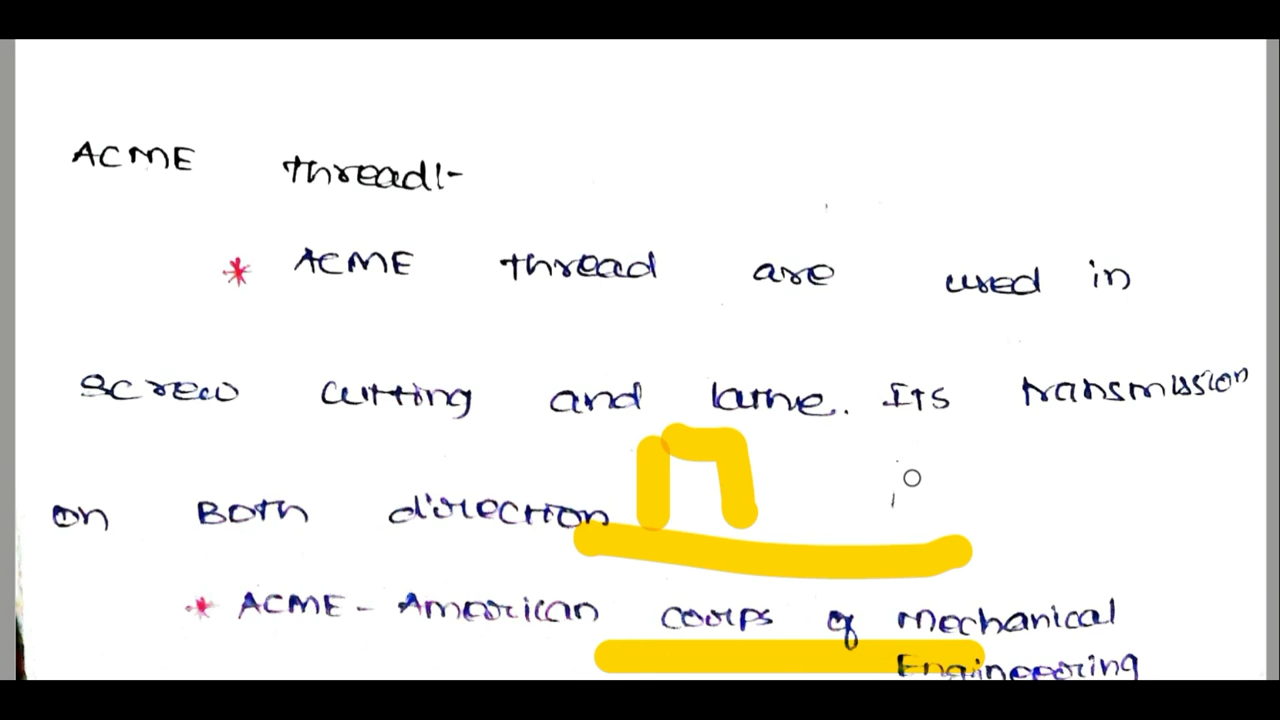 ACME thread:-
* ACME thread are used in
screw cutting and lathe. Its transmission
on Both direction
* ACME - American corps of Mechanical
Engineering